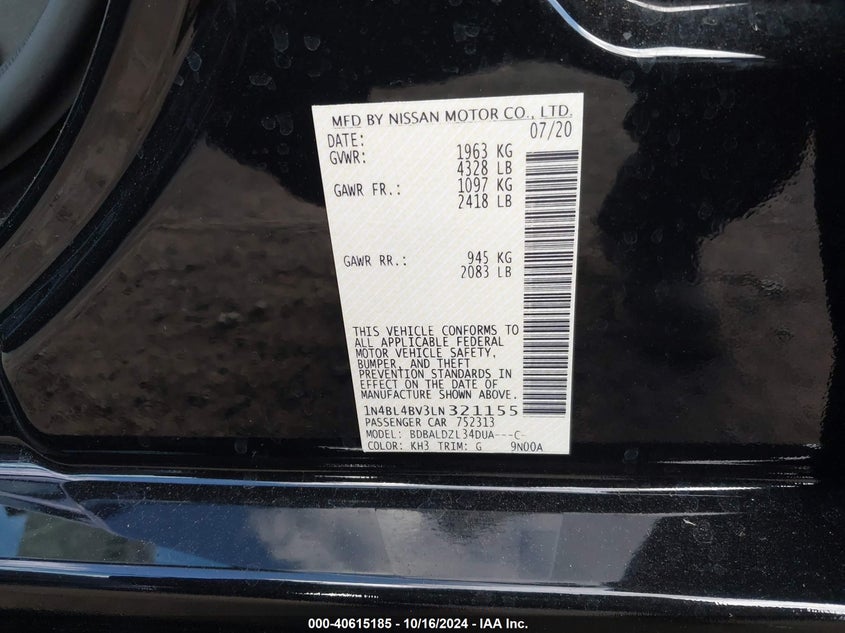 MFD BY NISSAN MOTOR CO., LTD.
DATE: 07/20
GVWR: 1963 KG
4328 LB
GAWR FR.: 1097 KG
2418 LB
GAWR RR.: 945 KG
2083 LB
THIS VEHICLE CONFORMS TO
ALL APPLICABLE FEDERAL
MOTOR VEHICLE SAFETY,
BUMPER, AND THEFT
PREVENTION STANDARDS IN
EFFECT ON THE DATE OF
MANUFACTURE SHOWN ABOVE.
1N4BL4BV3LN321155
PASSENGER CAR 752313
MODEL: BDBALDZL34DUA---C-
COLOR: KH3 TRIM: G 9N00A
000-40615185 - 10/16/2024 - IAA Inc.